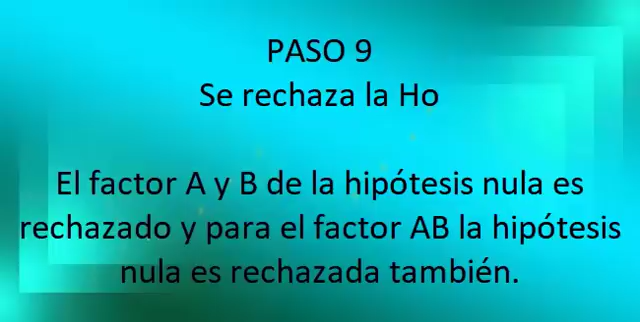 PASO 9
Se rechaza la Ho
El factor A y B de la hipótesis nula es
rechazado y para el factor AB la hipótesis
nula es rechazada también.